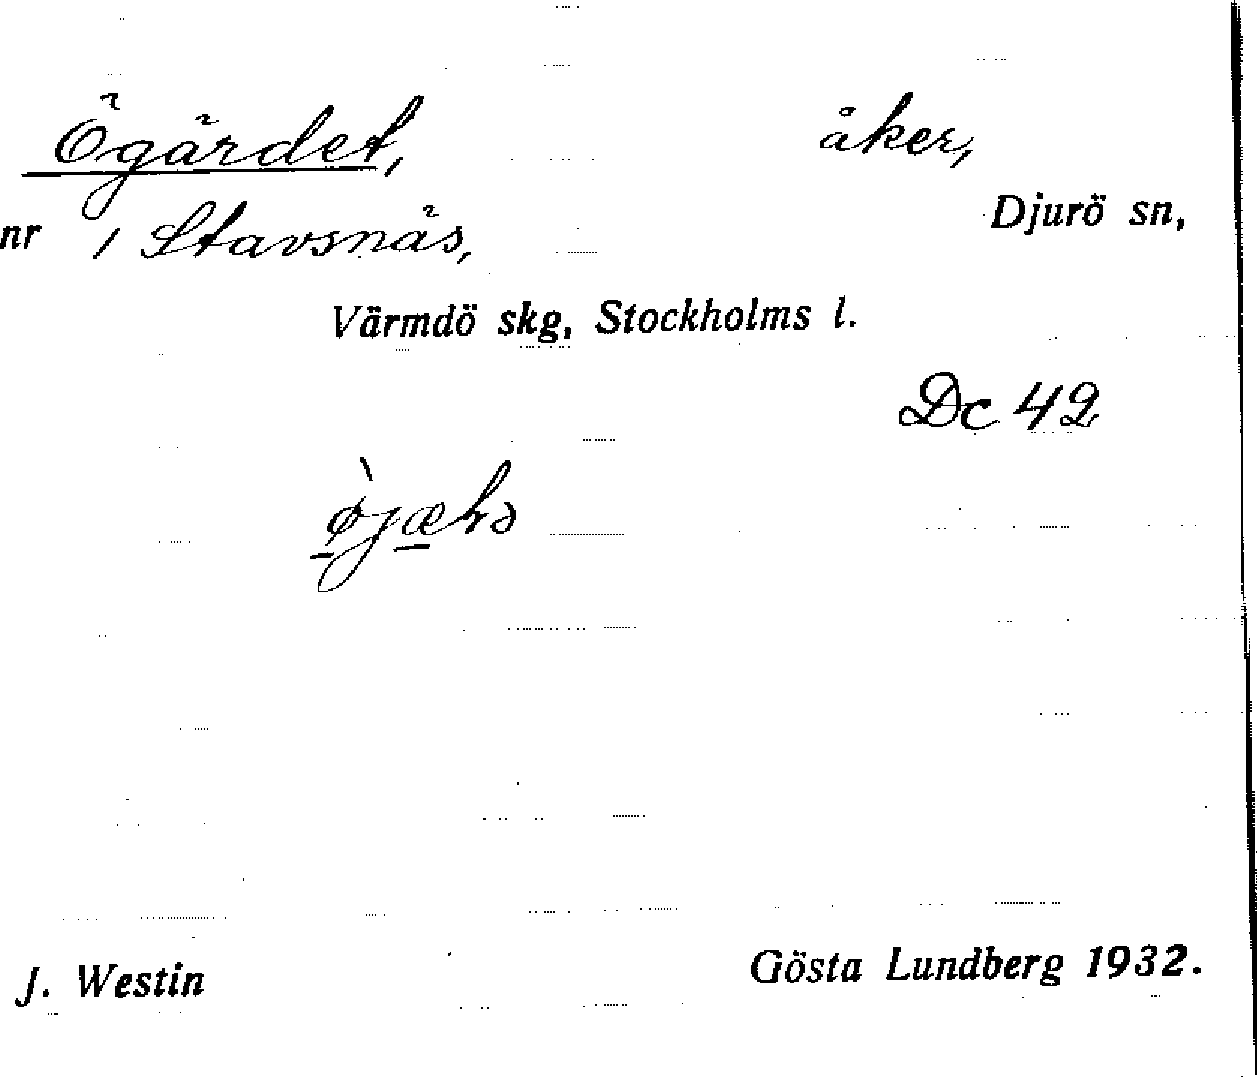 Ögärdet, åker,
Djurö sn,
nr 1 Stavsnäs,
Värmdö skg, Stockholms l.
Dc 42
J. Westin Gösta Lundberg 1932.